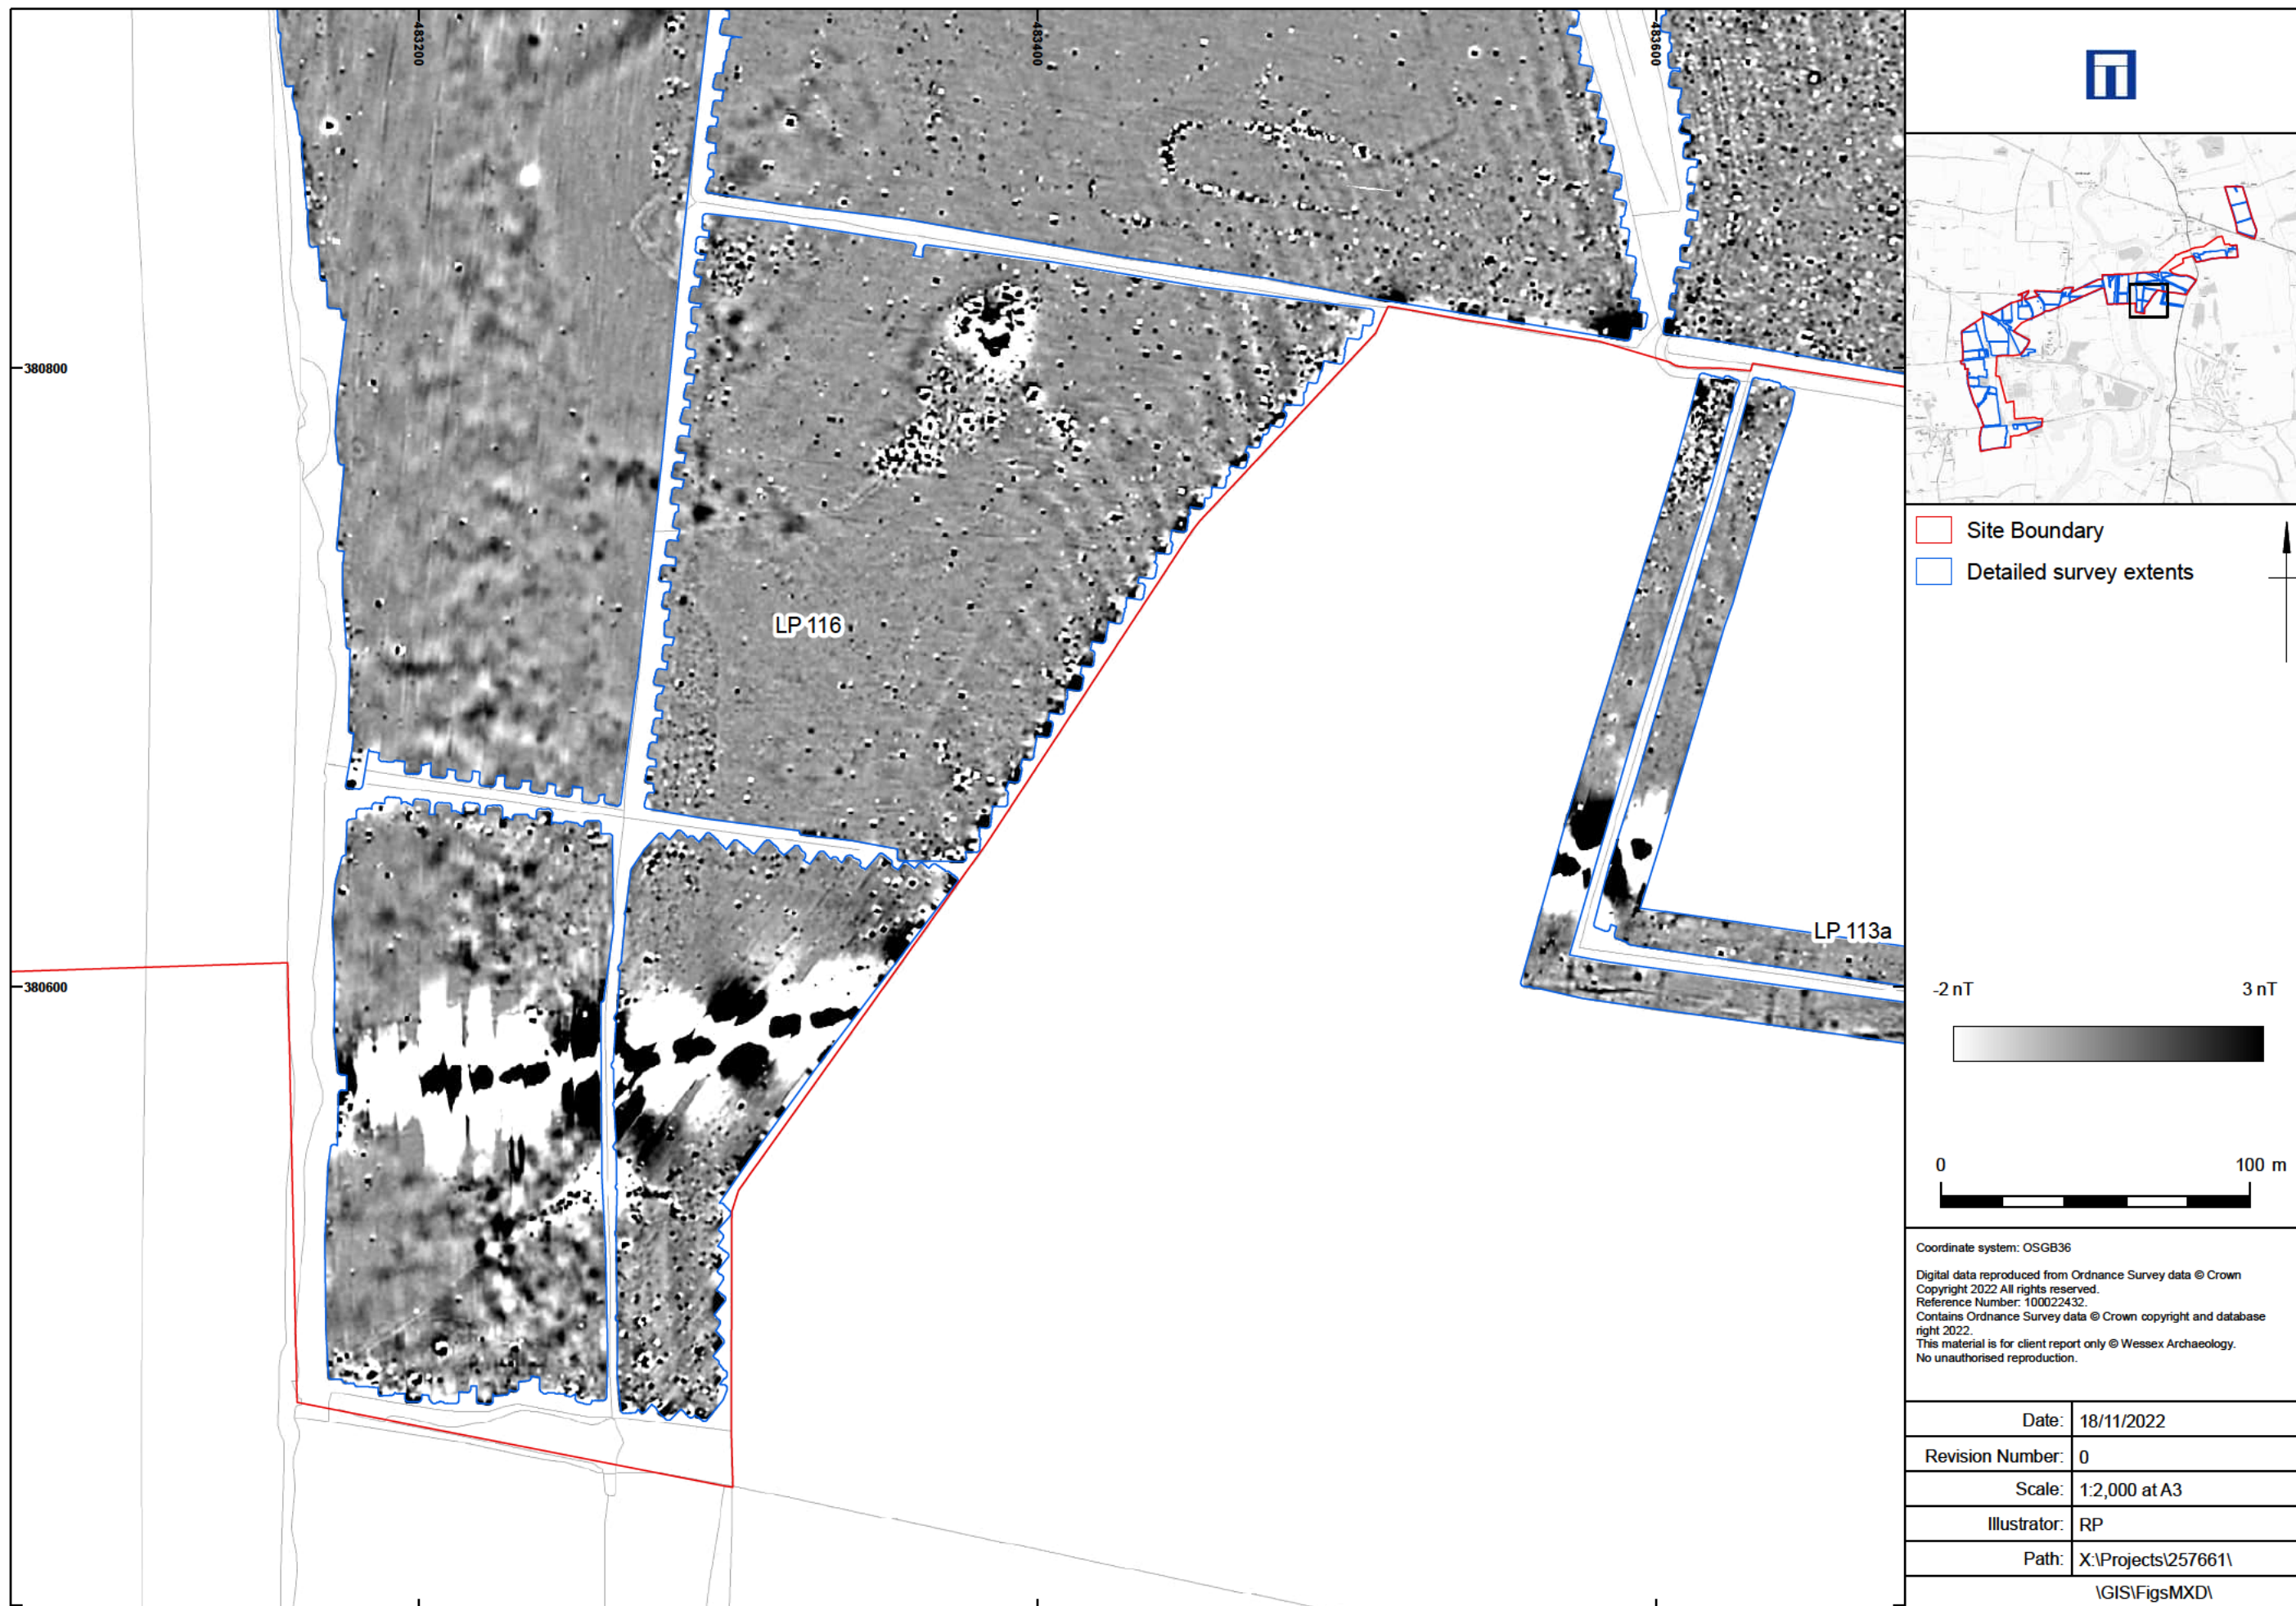 483200
483400
483600
380800
380600
LP 116
LP 113a
Site Boundary
Detailed survey extents
-2 nT
3 nT
0
100 m
Coordinate system: OSGB36
Digital data reproduced from Ordnance Survey data © Crown
Copyright 2022 All rights reserved.
Reference Number: 100022432.
Contains Ordnance Survey data © Crown copyright and database
right 2022.
This material is for client report only © Wessex Archaeology.
No unauthorised reproduction.
Date: 18/11/2022
Revision Number: 0
Scale: 1:2,000 at A3
Illustrator: RP
Path: X:\Projects\257661\
\GIS\FigsMXD\